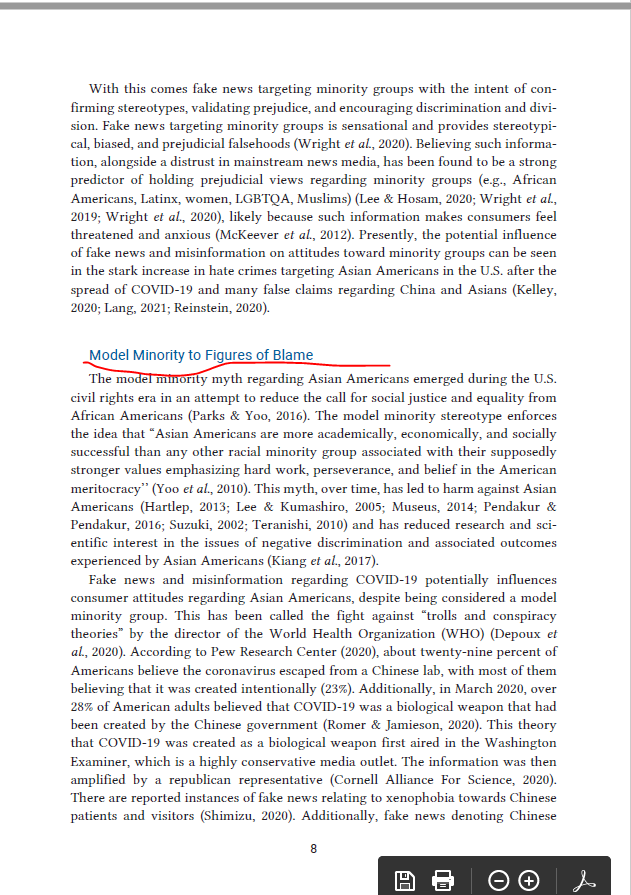 With this comes fake news targeting minority groups with the intent of con-
firming stereotypes, validating prejudice, and encouraging discrimination and divi-
sion. Fake news targeting minority groups is sensational and provides stereotypi-
cal, biased, and prejudicial falsehoods (Wright et al., 2020). Believing such informa-
tion, alongside a distrust in mainstream news media, has been found to be a strong
predictor of holding prejudicial views regarding minority groups (e.g., African
Americans, Latinx, women, LGBTQA, Muslims) (Lee & Hosam, 2020; Wright et al.,
2019; Wright et al., 2020), likely because such information makes consumers feel
threatened and anxious (McKeever et al., 2012). Presently, the potential influence
of fake news and misinformation on attitudes toward minority groups can be seen
in the stark increase in hate crimes targeting Asian Americans in the U.S. after the
spread of COVID-19 and many false claims regarding China and Asians (Kelley,
2020; Lang, 2021; Reinstein, 2020).
Model Minority to Figures of Blame
The model minority myth regarding Asian Americans emerged during the U.S.
civil rights era in an attempt to reduce the call for social justice and equality from
African Americans (Parks & Yoo, 2016). The model minority stereotype enforces
the idea that “Asian Americans are more academically, economically, and socially
successful than any other racial minority group associated with their supposedly
stronger values emphasizing hard work, perseverance, and belief in the American
meritocracy’’ (Yoo et al., 2010). This myth, over time, has led to harm against Asian
Americans (Hartlep, 2013; Lee & Kumashiro, 2005; Museus, 2014; Pendakur &
Pendakur, 2016; Suzuki, 2002; Teranishi, 2010) and has reduced research and sci-
entific interest in the issues of negative discrimination and associated outcomes
experienced by Asian Americans (Kiang et al., 2017).
Fake news and misinformation regarding COVID-19 potentially influences
consumer attitudes regarding Asian Americans, despite being considered a model
minority group. This has been called the fight against “trolls and conspiracy
theories” by the director of the World Health Organization (WHO) (Depoux et
al., 2020). According to Pew Research Center (2020), about twenty-nine percent of
Americans believe the coronavirus escaped from a Chinese lab, with most of them
believing that it was created intentionally (23%). Additionally, in March 2020, over
28% of American adults believed that COVID-19 was a biological weapon that had
been created by the Chinese government (Romer & Jamieson, 2020). This theory
that COVID-19 was created as a biological weapon first aired in the Washington
Examiner, which is a highly conservative media outlet. The information was then
amplified by a republican representative (Cornell Alliance For Science, 2020).
There are reported instances of fake news relating to xenophobia towards Chinese
patients and visitors (Shimizu, 2020). Additionally, fake news denoting Chinese
8